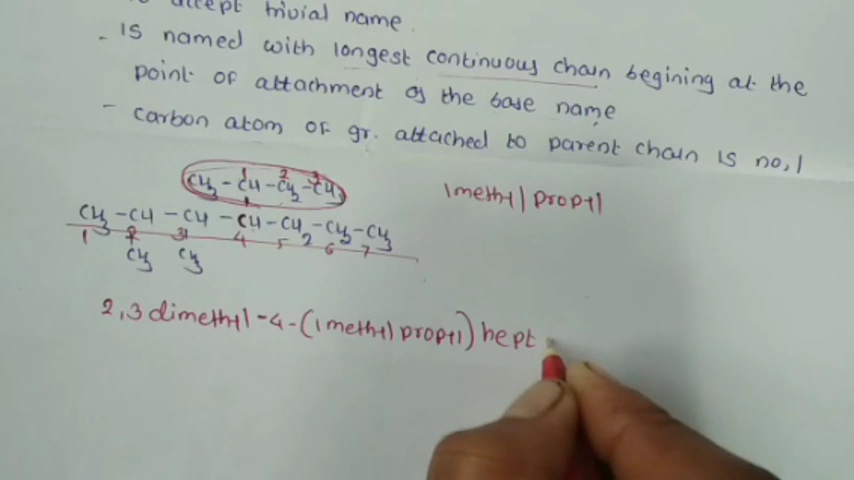 accept trivial name.
- Is named with longest continuous chain begining at the
point of attachment of the base name
- carbon atom of gr. attached to parent chain is no, 1
1 2 3
CH3 - CH - CH2 - CH3
1methyl propyl
CH3 - CH - CH - CH - CH2 - CH2 - CH3
1 2 3 4 5 6 7
CH3 CH3
2,3 dimethyl - 4 - (1methyl propyl) hept